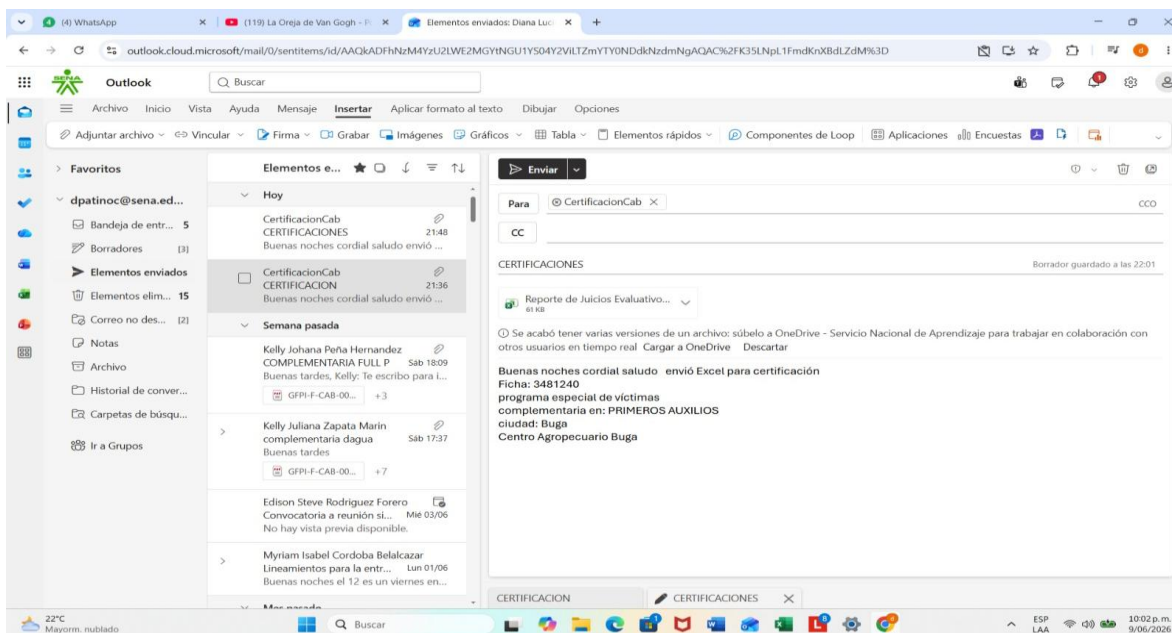 (4) WhatsApp
(119) La Oreja de Van Gogh - P
Elementos enviados: Diana Luc
outlook.cloud.microsoft/mail/0/sentitems/id/
SENA
Outlook
Buscar
Archivo Inicio Vista Ayuda Mensaje Insertar Aplicar formato al texto Dibujar Opciones
Adjuntar archivo Vincular Firma Grabar Imágenes Gráficos Tabla Elementos rápidos Componentes de Loop Aplicaciones Encuestas
Favoritos
dpatinoc@sena.ed...
Bandeja de entr... 5
Borradores [3]
Elementos enviados
Elementos elim... 15
Correo no des... [2]
Notas
Archivo
Historial de conver...
Carpetas de búsqu...
Ir a Grupos
Elementos e...
Hoy
CertificacionCab
CERTIFICACIONES 21:48
Buenas noches cordial saludo envió ...
CertificacionCab
CERTIFICACION 21:36
Buenas noches cordial saludo envió ...
Semana pasada
Kelly Johana Peña Hernandez
COMPLEMENTARIA FULL P Sáb 18:09
Buenas tardes, Kelly: Te escribo para i...
GFPI-F-CAB-00... +3
Kelly Juliana Zapata Marin
complementaria dagua Sáb 17:37
Buenas tardes
GFPI-F-CAB-00... +7
Edison Steve Rodriguez Forero
Convocatoria a reunión si... Mié 03/06
No hay vista previa disponible.
Myriam Isabel Cordoba Belalcazar
Lineamientos para la entr... Lun 01/06
Buenas noches el 12 es un viernes en...
Mes pasado
Enviar
Para CertificacionCab CCO
CC
CERTIFICACIONES Borrador guardado a las 22:01
Reporte de Juicios Evaluativo...
61 KB
Se acabó tener varias versiones de un archivo: súbelo a OneDrive - Servicio Nacional de Aprendizaje para trabajar en colaboración con
otros usuarios en tiempo real Cargar a OneDrive Descartar
Buenas noches cordial saludo envió Excel para certificación
Ficha: 3481240
programa especial de víctimas
complementaria en: PRIMEROS AUXILIOS
ciudad: Buga
Centro Agropecuario Buga
CERTIFICACION CERTIFICACIONES
22°C
Mayorm. nublado
Buscar
ESP
LAA
10:02 p.m.
9/06/2026